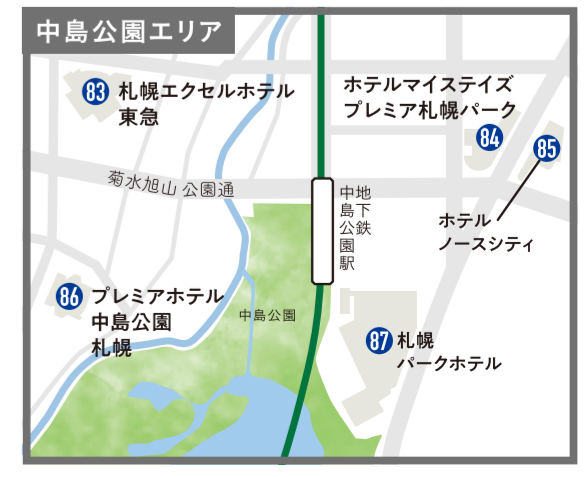 中島公園エリア
83 札幌エクセルホテル
東急
ホテルマイステイズ
プレミア札幌パーク
84
85
菊水旭山公園通
地下鉄
中島公園駅
ホテル
ノースシティ
86 プレミアホテル
中島公園
札幌
中島公園
87 札幌
パークホテル